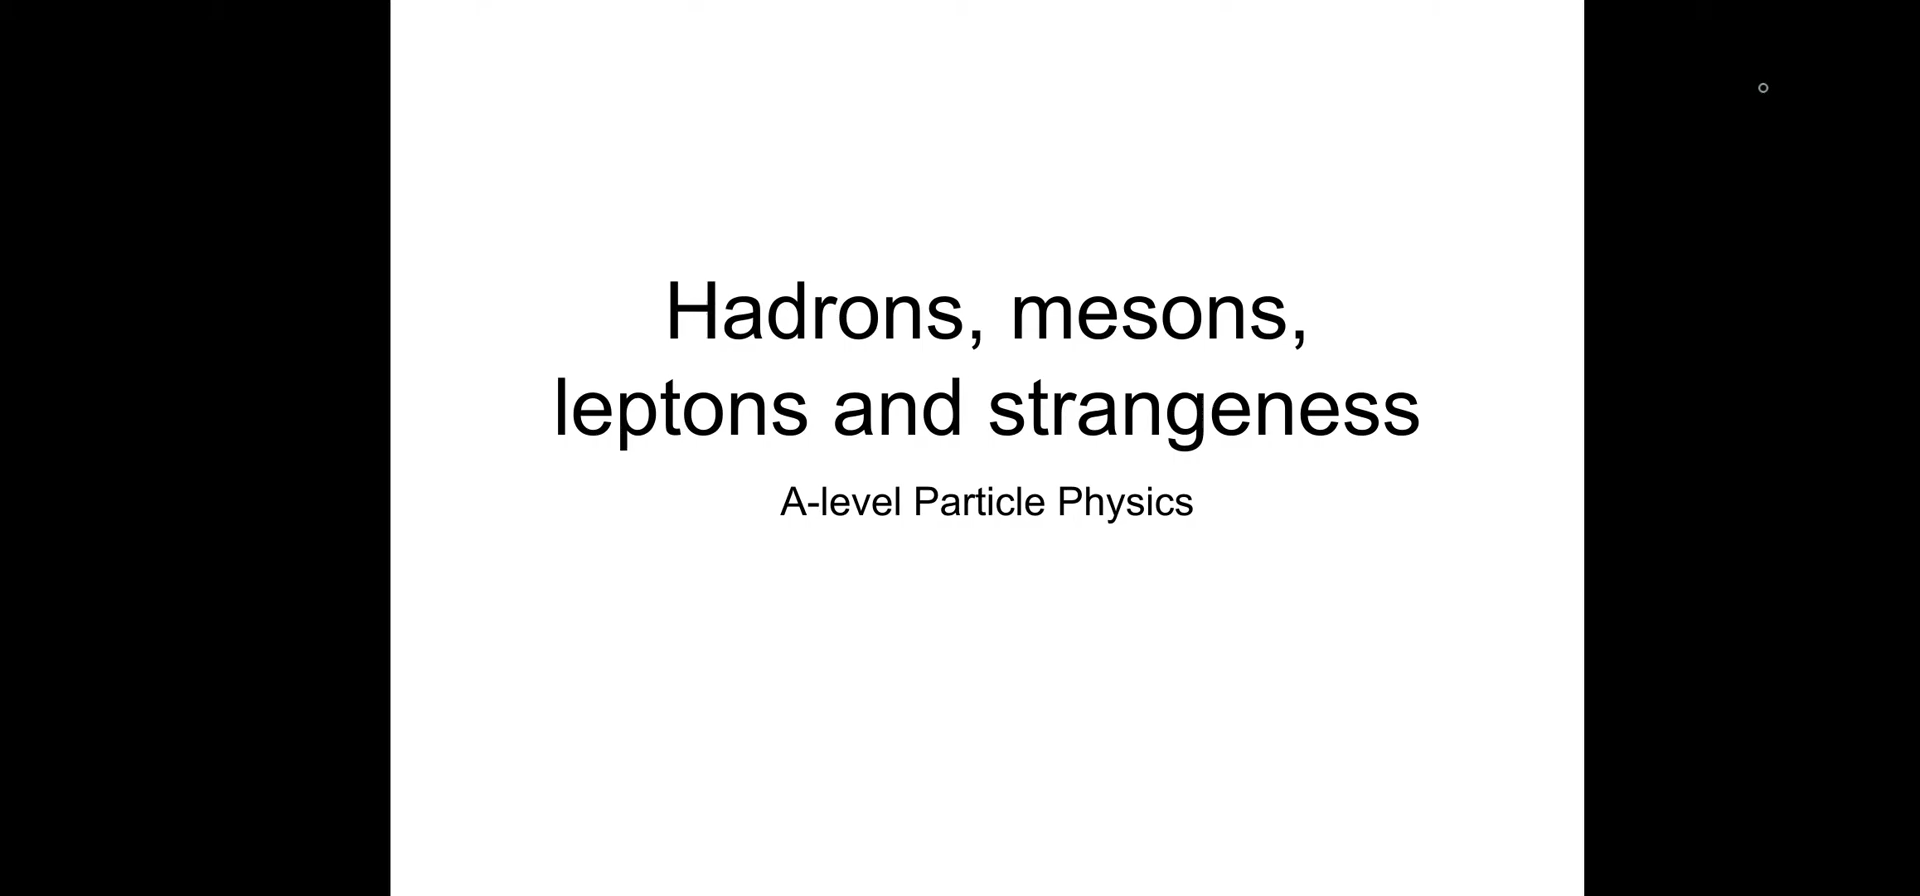 Hadrons, mesons,
leptons and strangeness
A-level Particle Physics